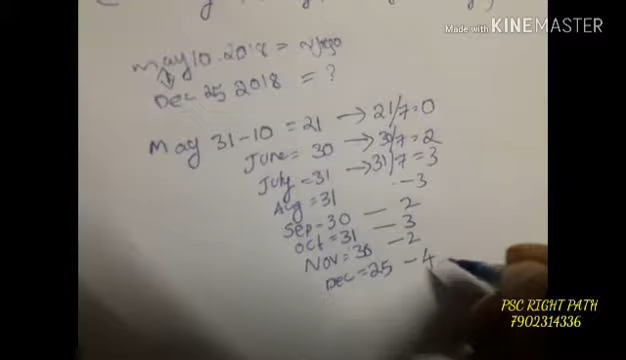 Made with KINEMASTER
May 10 2018 =
Dec 25 2018 = ?
May 31-10 = 21 → 21/7 = 0
June = 30 → 30/7 = 2
July = 31 → 31/7 = 3
Aug = 31 - 3
Sep - 30 - 2
Oct = 31 - 3
Nov = 30 - 2
Dec = 25 - 4
PSC RIGHT PATH
7902314336